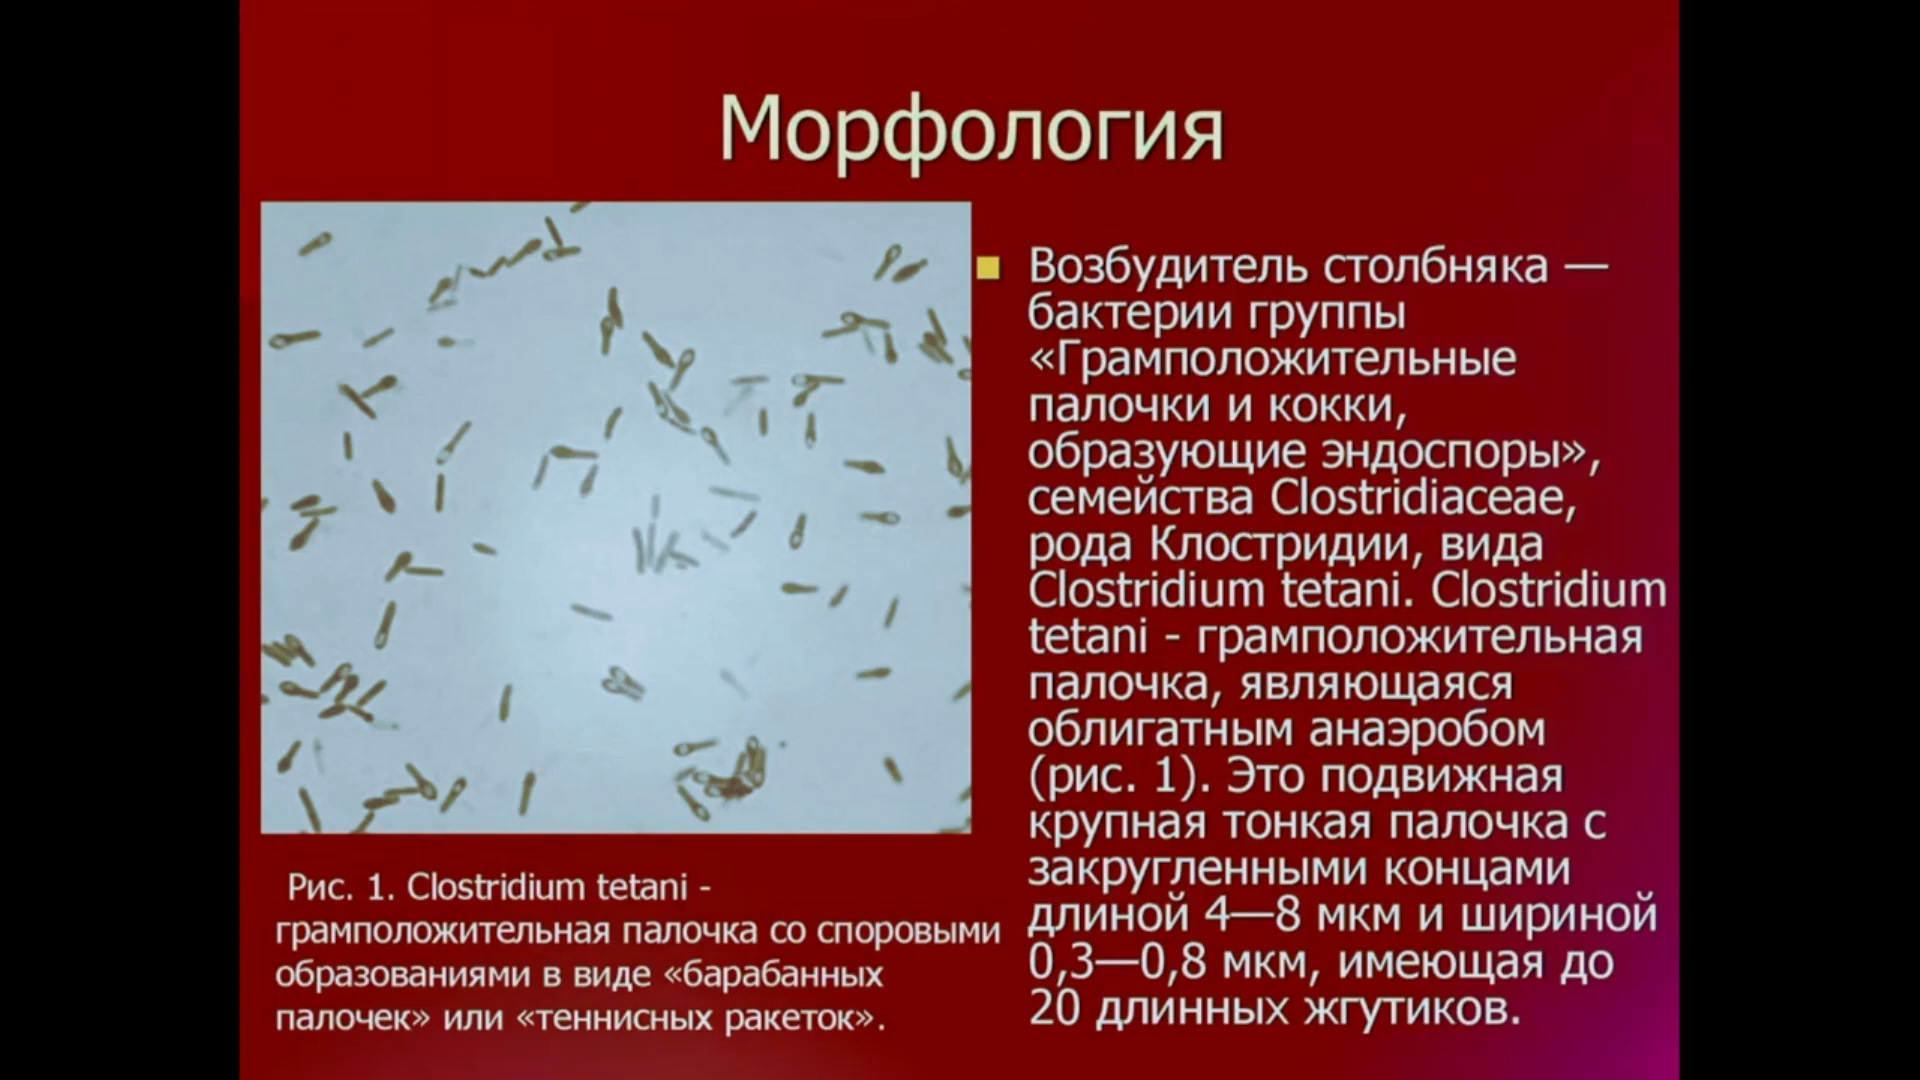 Морфология
Возбудитель столбняка —
бактерии группы
«Грамположительные
палочки и кокки,
образующие эндоспоры»,
семейства Clostridiaceae,
рода Клостридии, вида
Clostridium tetani. Clostridium
tetani - грамположительная
палочка, являющаяся
облигатным анаэробом
(рис. 1). Это подвижная
крупная тонкая палочка с
закругленными концами
длиной 4—8 мкм и шириной
0,3—0,8 мкм, имеющая до
20 длинных жгутиков.
Рис. 1. Clostridium tetani -
грамположительная палочка со споровыми
образованиями в виде «барабанных
палочек» или «теннисных ракеток».